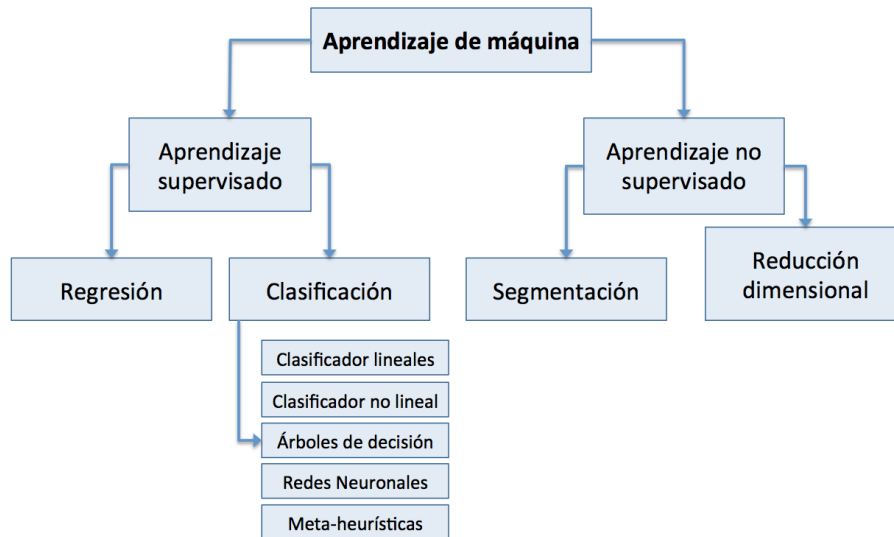 Aprendizaje de máquina
Aprendizaje
supervisado
Aprendizaje no
supervisado
Regresión
Clasificación
Segmentación
Reducción
dimensional
Clasificador lineales
Clasificador no lineal
Árboles de decisión
Redes Neuronales
Meta-heurísticas